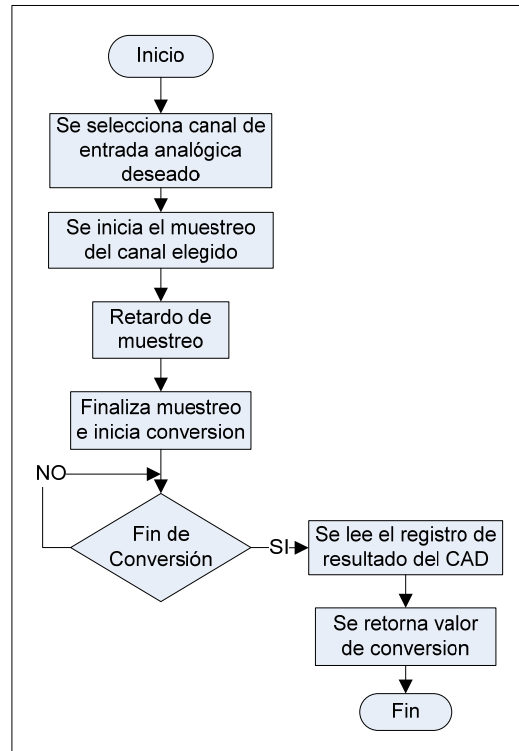 Inicio
Se selecciona canal de
entrada analógica
deseado
Se inicia el muestreo
del canal elegido
Retardo de
muestreo
Finaliza muestreo
e inicia conversion
NO
Fin de
Conversión
SI
Se lee el registro de
resultado del CAD
Se retorna valor
de conversion
Fin